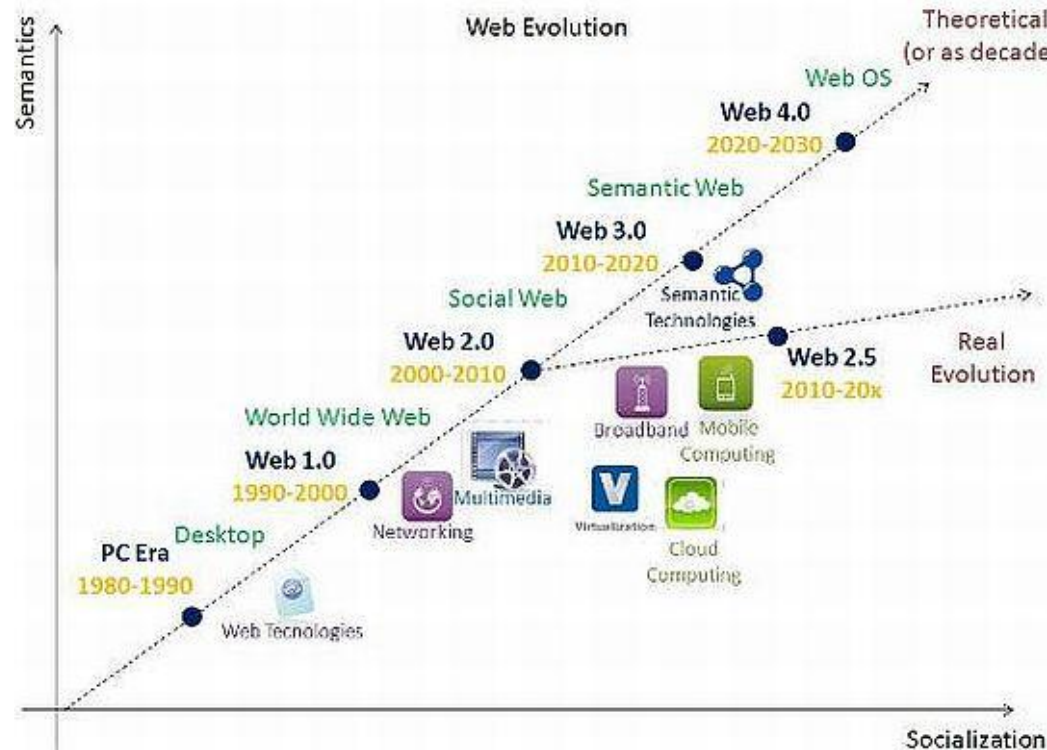 Web Evolution
Semantics
Theoretical
(or as decade
Web OS
Web 4.0
2020-2030
Semantic Web
Web 3.0
2010-2020
Semantic
Technologies
Social Web
Web 2.0
2000-2010
Web 2.5
2010-20x
Real
Evolution
Broadband
Mobile
Computing
World Wide Web
Web 1.0
1990-2000
Networking
Multimedia
V
Virtualization
Cloud
Computing
Desktop
PC Era
1980-1990
Web Tecnologies
Socialization